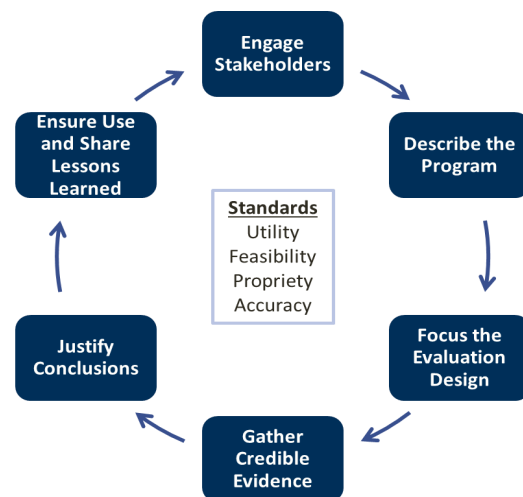 Engage
Stakeholders
Describe the
Program
Focus the
Evaluation
Design
Gather
Credible
Evidence
Justify
Conclusions
Ensure Use
and Share
Lessons
Learned
Standards
Utility
Feasibility
Propriety
Accuracy